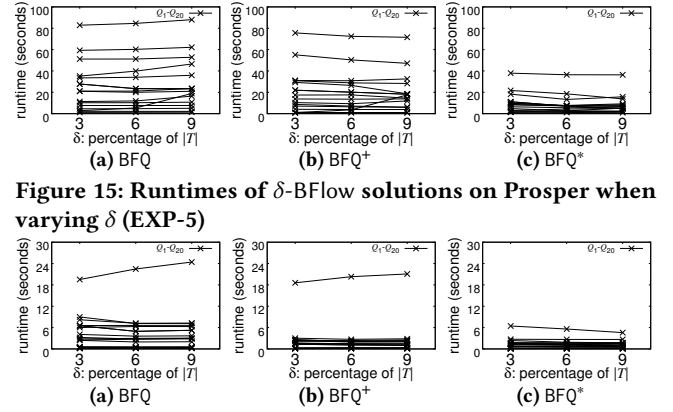 100 Q₁-Q₂₀ 100 Q₁-Q₂₀ 100 Q₁-Q₂₀
80 80 80
60 60 60
40 40 40
20 20 20
0 0 0
runtime (seconds) runtime (seconds) runtime (seconds)
3 6 9 3 6 9 3 6 9
δ: percentage of |T| δ: percentage of |T| δ: percentage of |T|
(a) BFQ (b) BFQ⁺ (c) BFQ*
Figure 15: Runtimes of δ-BFlow solutions on Prosper when
varying δ (EXP-5)
30 Q₁-Q₂₀ 30 Q₁-Q₂₀ 30 Q₁-Q₂₀
24 24 24
18 18 18
12 12 12
6 6 6
0 0 0
runtime (seconds) runtime (seconds) runtime (seconds)
3 6 9 3 6 9 3 6 9
δ: percentage of |T| δ: percentage of |T| δ: percentage of |T|
(a) BFQ (b) BFQ⁺ (c) BFQ*